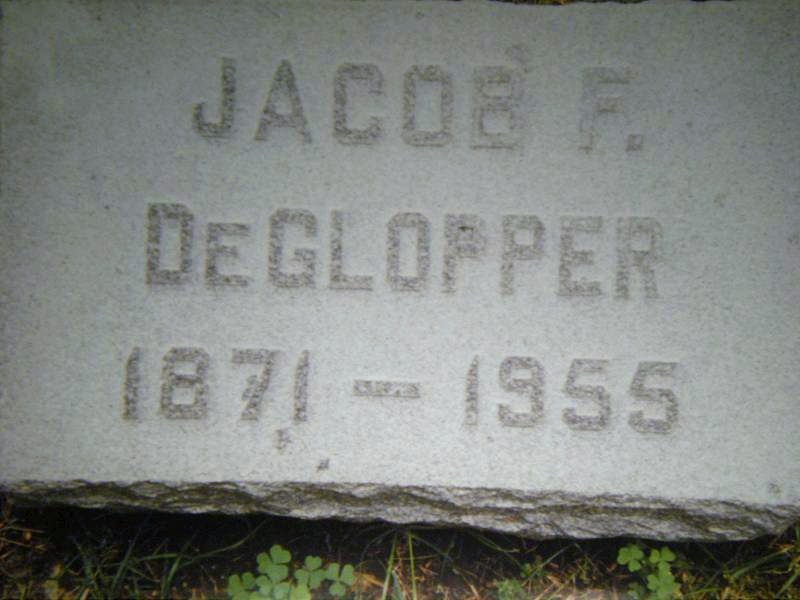 JACOB F.
DEGLOPPER
1871 – 1955